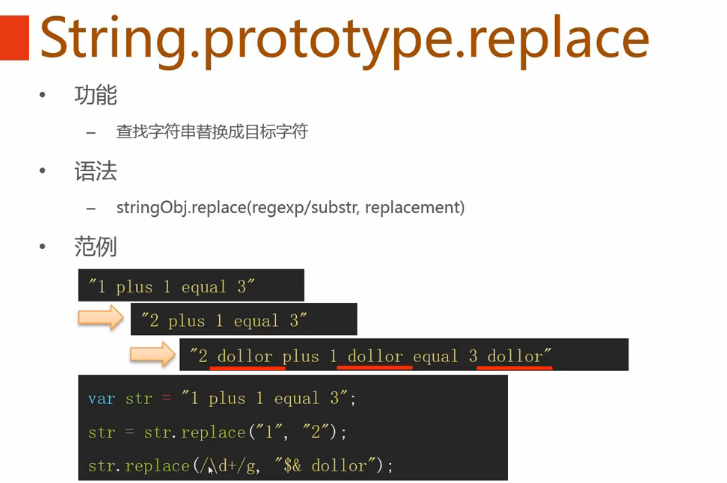 String.prototype.replace
• 功能
– 查找字符串替换成目标字符
• 语法
– stringObj.replace(regexp/substr, replacement)
• 范例
"1 plus 1 equal 3"
"2 plus 1 equal 3"
"2 dollor plus 1 dollor equal 3 dollor"
var str = "1 plus 1 equal 3";
str = str.replace("1", "2");
str.replace(/\d+/g, "$& dollor");